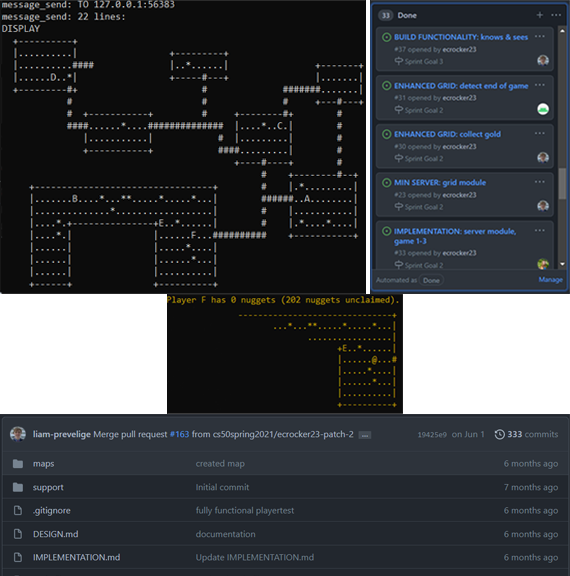 message_send: TO 127.0.0.1:56383
message_send: 22 lines:
DISPLAY
  +----------+
  |..........|                +---------+
  |..........####             |..*......|               +-------+
  |......D..*|                +-----#---+               |.......|
  +---------#+                      #             #######.......|
            #                       #             #     +---#---+
            #  +----------+         #    +--------#+        #
            ####......*....############# |....*..C.|        #
               |..........|         #    |.........|        #
               +----------+         ####.........|        #
                                         +----#----+        #
                                              #    +--------#--+
     +------------------------------+         #    |.*.........|
     |.......B....*...**.....*.....*...|      ######..A.......|
     |.............*................|         #    |...........|
     |....*.+--------------+E..*......|       #    |...........|
     |....*.|              |......F...########## |.*....*....|
     |......|              |.....*....|            +-----------+
     |......|              |......*...|
     |......|              |..........|
     +------+              +----------+
33 Done + ···
BUILD FUNCTIONALITY: knows & sees ···
#37 opened by ecrocker23
Sprint Goal 3
ENHANCED GRID: detect end of game ···
#31 opened by ecrocker23
Sprint Goal 2
ENHANCED GRID: collect gold ···
#30 opened by ecrocker23
Sprint Goal 2
MIN SERVER: grid module ···
#23 opened by ecrocker23
Sprint Goal 2
IMPLEMENTATION: server module, ···
game 1-3
#33 opened by ecrocker23
Sprint Goal 2
Automated as Done Manage
Player F has 0 nuggets (202 nuggets unclaimed).
--------------------------+
...*...**.....*.....*...|
................|
+E..*......|
|......@...#
|.....*....|
|......*...|
|..........|
+----------+
liam-prevelige Merge pull request #163 from cs50spring2021/ecrocker23-patch-2 … 19425e9 on Jun 1 333 commits
maps created map 6 months ago
support Initial commit 7 months ago
.gitignore fully functional playertest 6 months ago
DESIGN.md documentation 6 months ago
IMPLEMENTATION.md Update IMPLEMENTATION.md 6 months ago